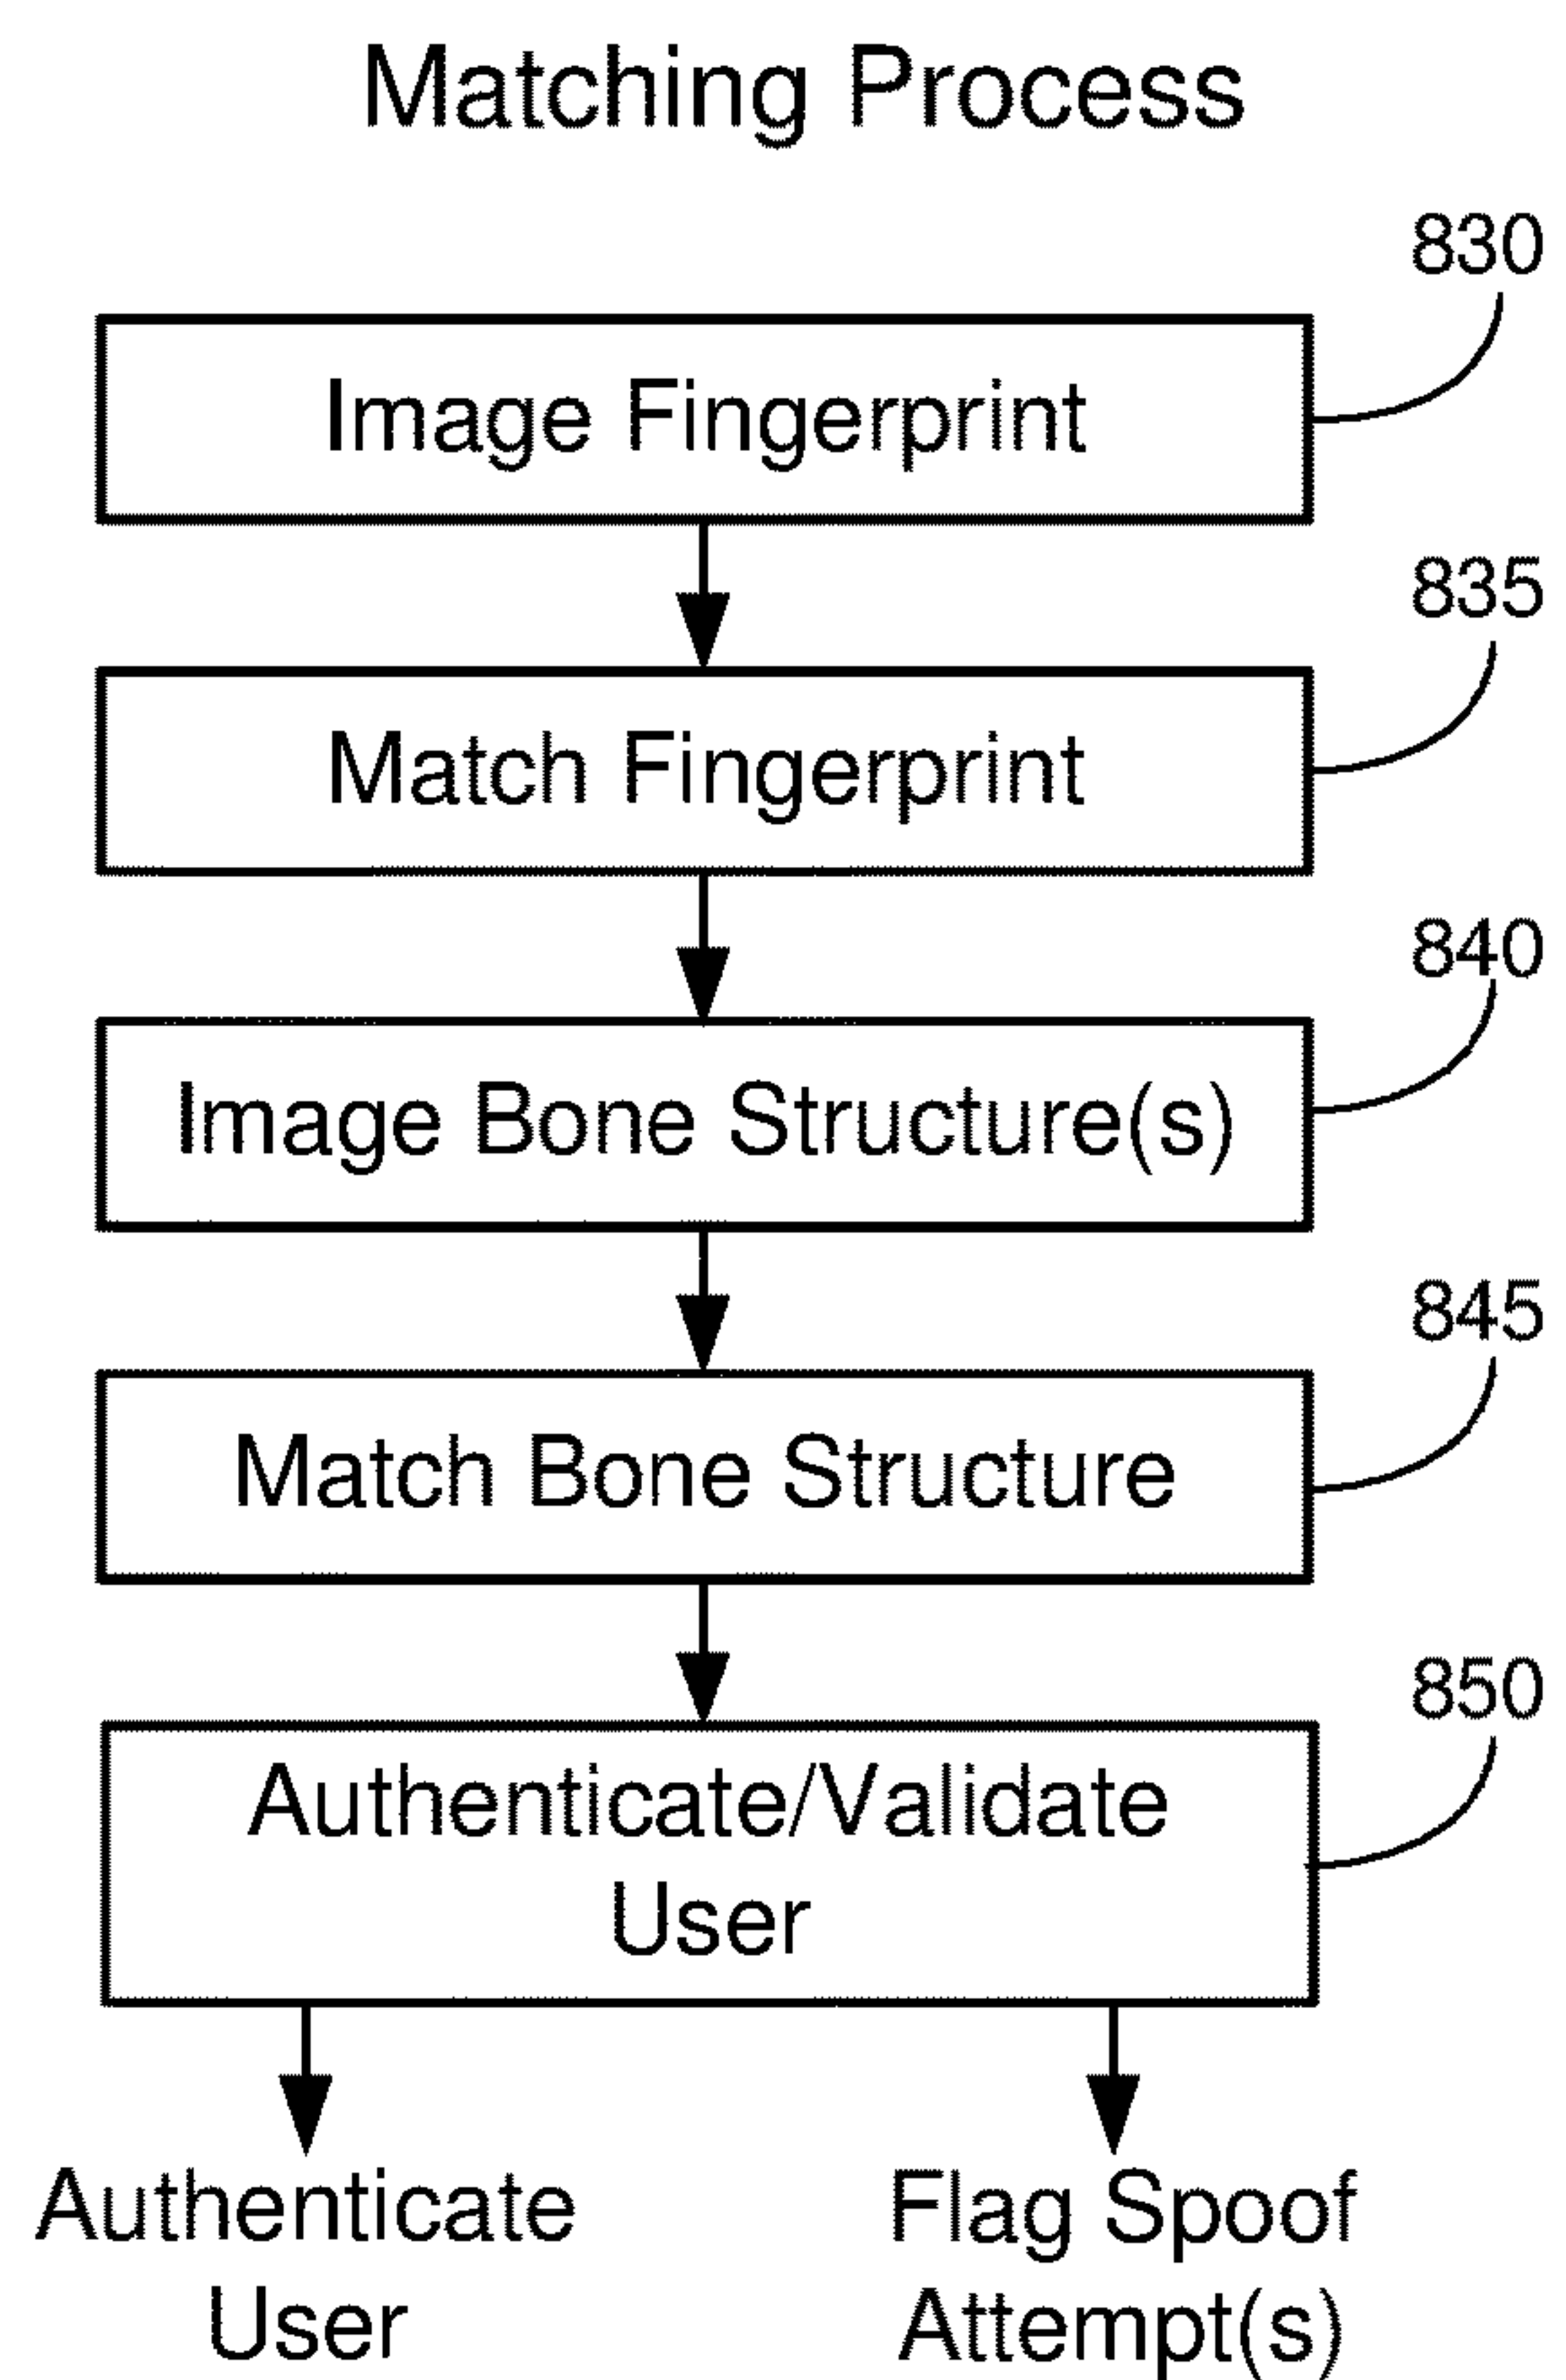 Matching Process
830
Image Fingerprint
835
Match Fingerprint
840
Image Bone Structure(s)
845
Match Bone Structure
850
Authenticate/Validate
User
Authenticate
User
Flag Spoof
Attempt(s)